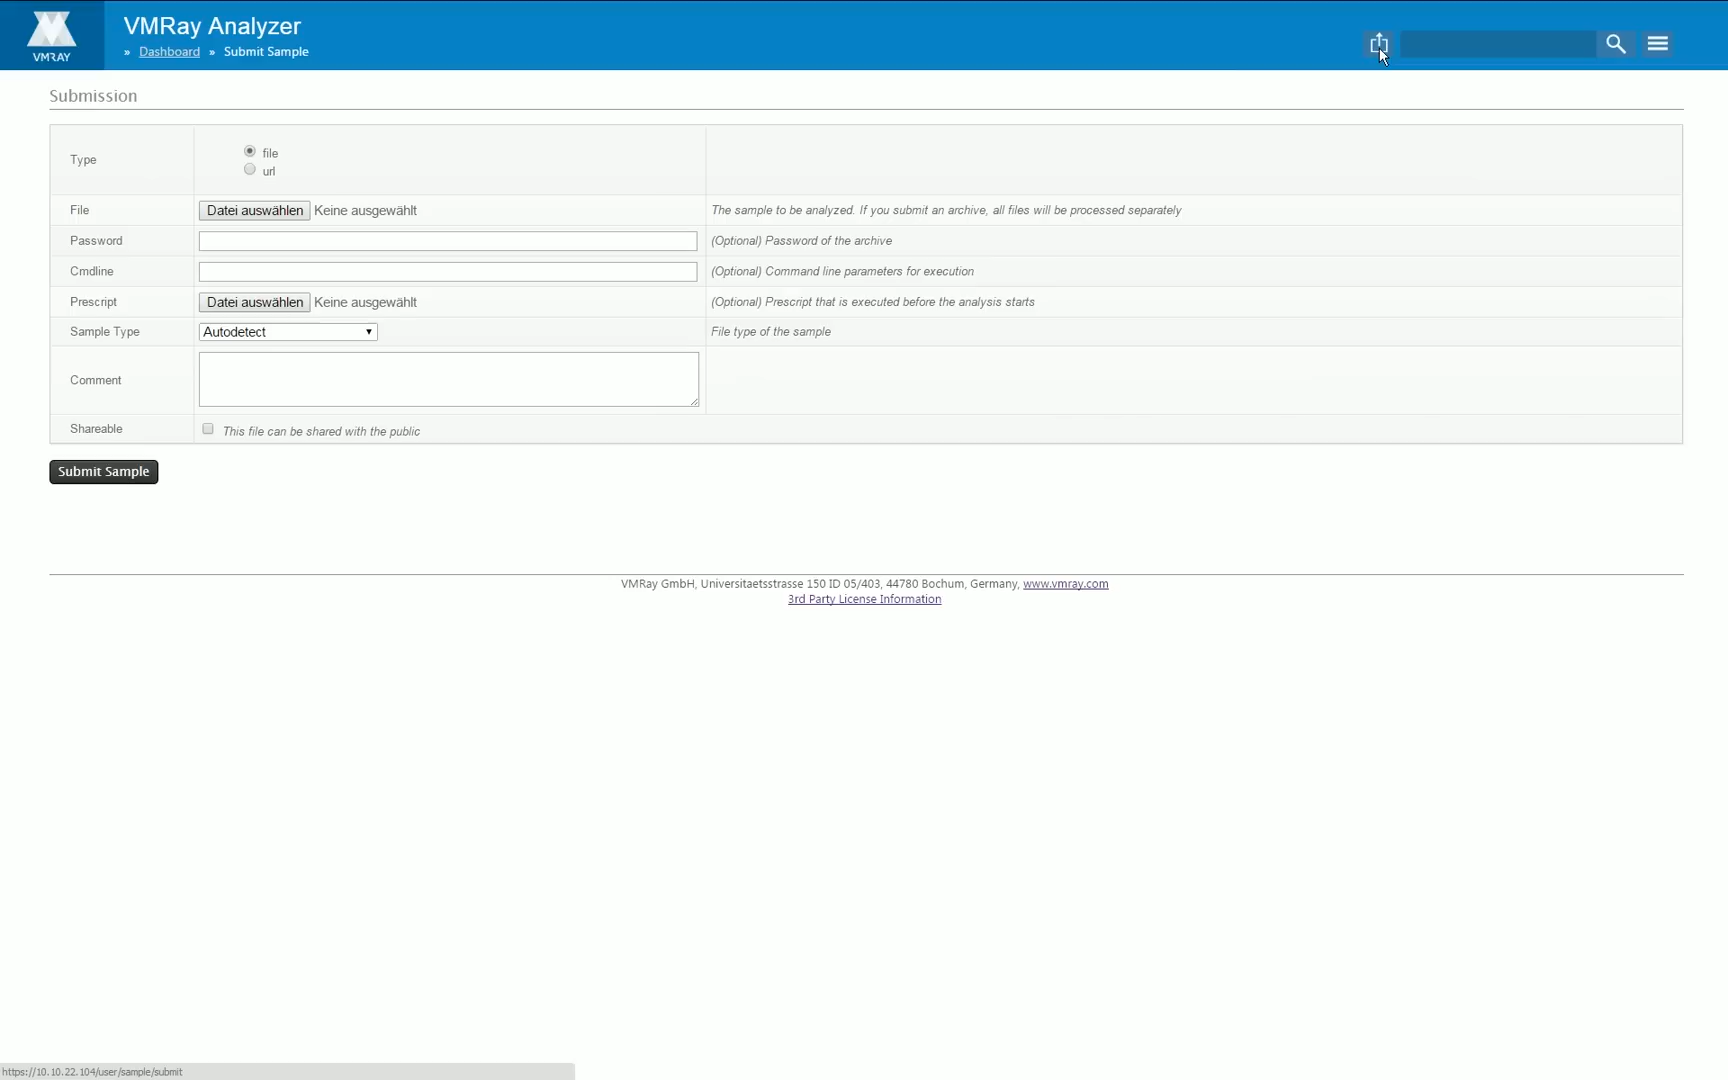 VMRAY
VMRay Analyzer
» Dashboard » Submit Sample
Submission
Type
file
url
File
Datei auswählen Keine ausgewählt
The sample to be analyzed. If you submit an archive, all files will be processed separately
Password
(Optional) Password of the archive
Cmdline
(Optional) Command line parameters for execution
Prescript
Datei auswählen Keine ausgewählt
(Optional) Prescript that is executed before the analysis starts
Sample Type
Autodetect
File type of the sample
Comment
Shareable
This file can be shared with the public
Submit Sample
VMRay GmbH, Universitaetsstrasse 150 ID 05/403, 44780 Bochum, Germany, www.vmray.com
3rd Party License Information
https://10.10.22.104/user/sample/submit